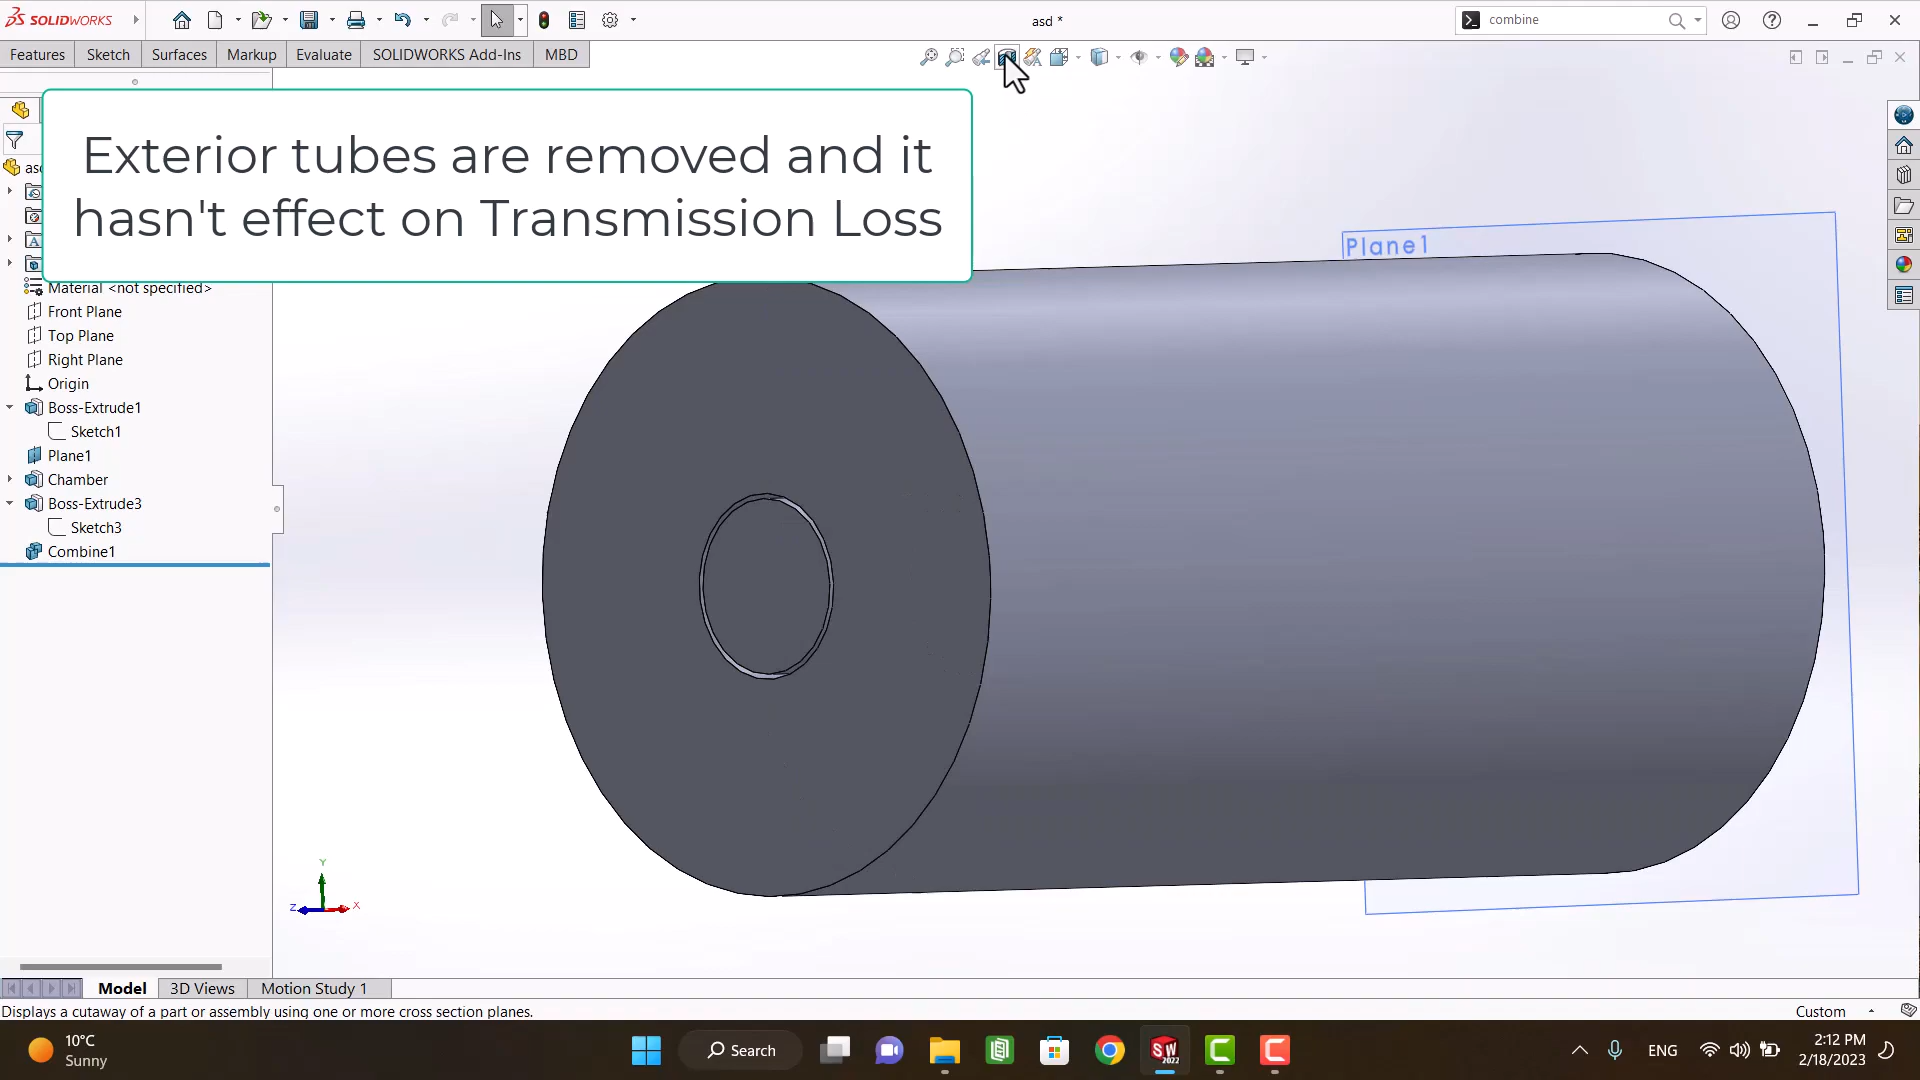 SOLIDWORKS
asd *
combine
Features
Sketch
Surfaces
Markup
Evaluate
SOLIDWORKS Add-Ins
MBD
Exterior tubes are removed and it
hasn't effect on Transmission Loss
Plane1
Material <not specified>
Front Plane
Top Plane
Right Plane
Origin
Boss-Extrude1
Sketch1
Plane1
Chamber
Boss-Extrude3
Sketch3
Combine1
Y
Z
X
Model
3D Views
Motion Study 1
Displays a cutaway of a part or assembly using one or more cross section planes.
Custom
10°C
Sunny
Search
SW
2022
ENG
2:12 PM
2/18/2023